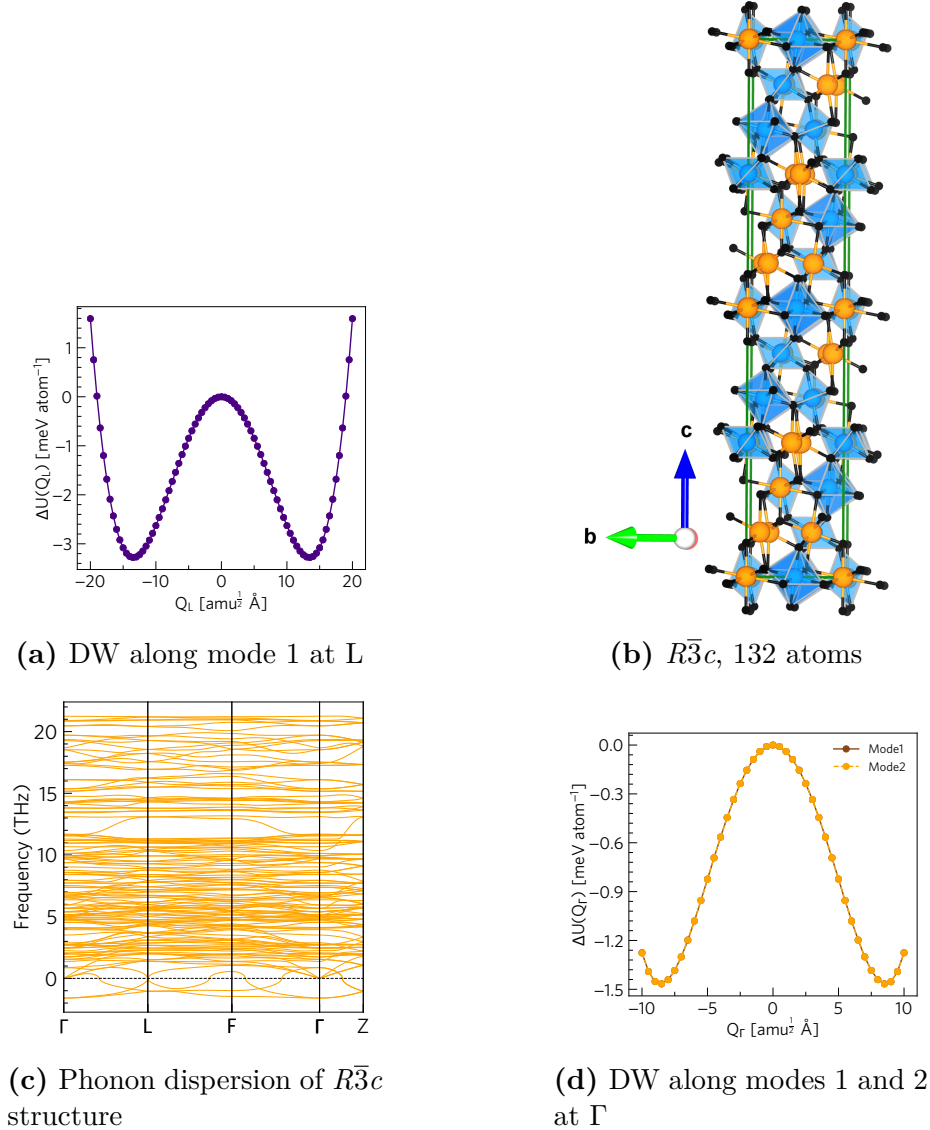 1
0
−1
−2
−3
ΔU(Q_L) [meV atom⁻¹]
−20 −10 0 10 20
Q_L [amu^½ Å]
(a) DW along mode 1 at L
c
b
(b) R3̅c, 132 atoms
20
15
10
5
0
Frequency (THz)
Γ L F Γ Z
(c) Phonon dispersion of R3̅c
structure
0.0
−0.3
−0.6
−0.9
−1.2
−1.5
ΔU(Q_Γ) [meV atom⁻¹]
Mode1
Mode2
−10 −5 0 5 10
Q_Γ [amu^½ Å]
(d) DW along modes 1 and 2
at Γ